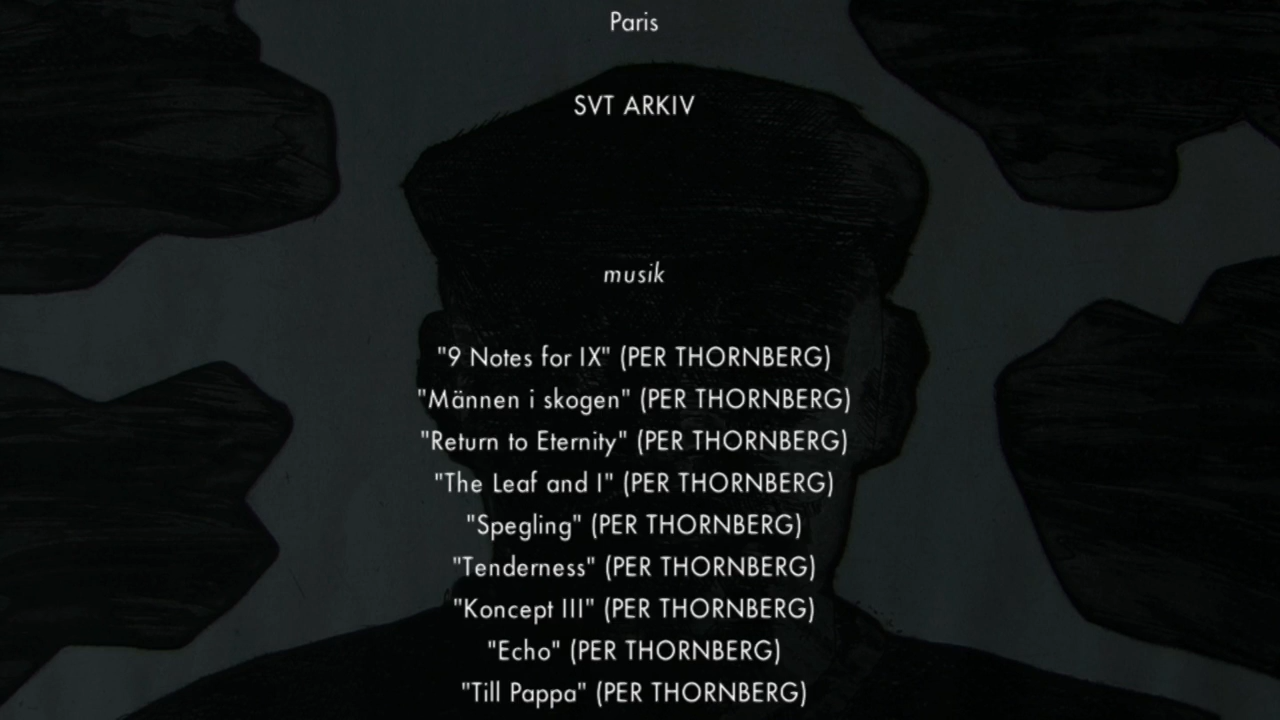 Paris
SVT ARKIV
musik
"9 Notes for IX" (PER THORNBERG)
"Männen i skogen" (PER THORNBERG)
"Return to Eternity" (PER THORNBERG)
"The Leaf and I" (PER THORNBERG)
"Spegling" (PER THORNBERG)
"Tenderness" (PER THORNBERG)
"Koncept III" (PER THORNBERG)
"Echo" (PER THORNBERG)
"Till Pappa" (PER THORNBERG)